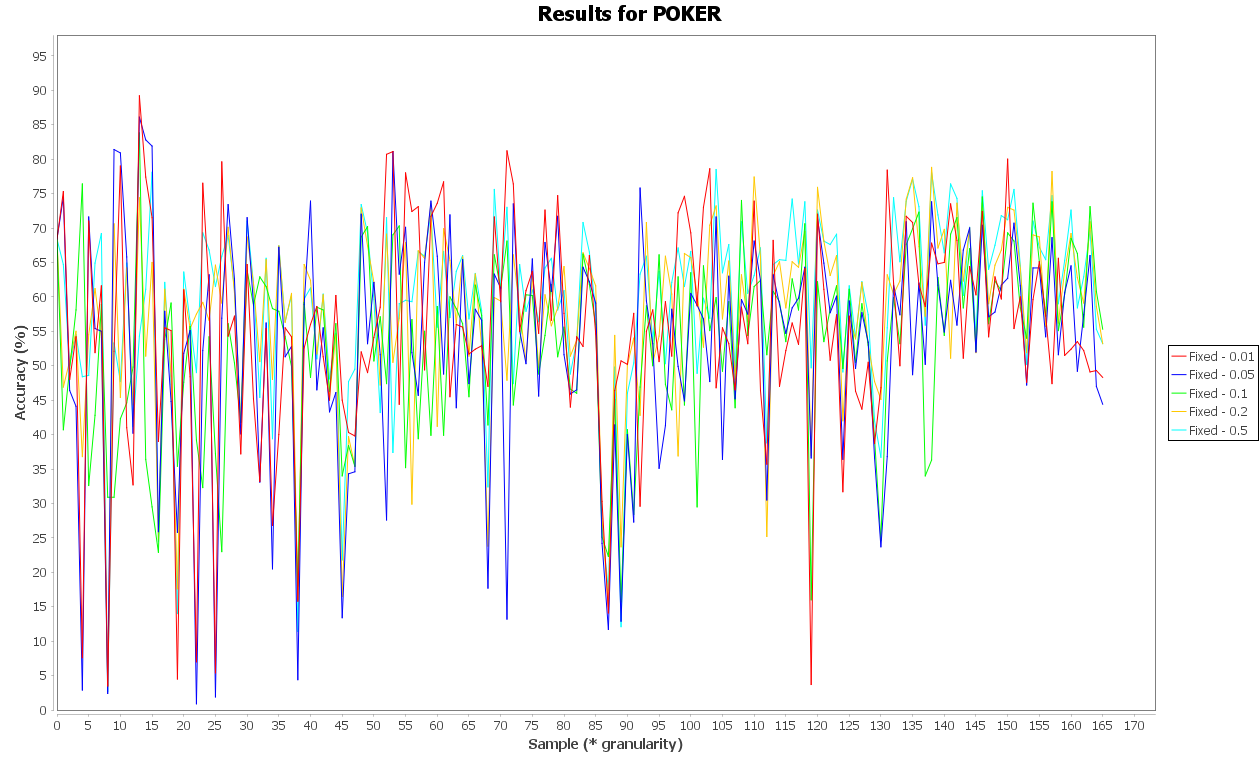 Results for POKER
Accuracy (%)
95
90
85
80
75
70
65
60
55
50
45
40
35
30
25
20
15
10
5
0
0 5 10 15 20 25 30 35 40 45 50 55 60 65 70 75 80 85 90 95 100 105 110 115 120 125 130 135 140 145 150 155 160 165 170
Sample (* granularity)
Fixed - 0.01
Fixed - 0.05
Fixed - 0.1
Fixed - 0.2
Fixed - 0.5